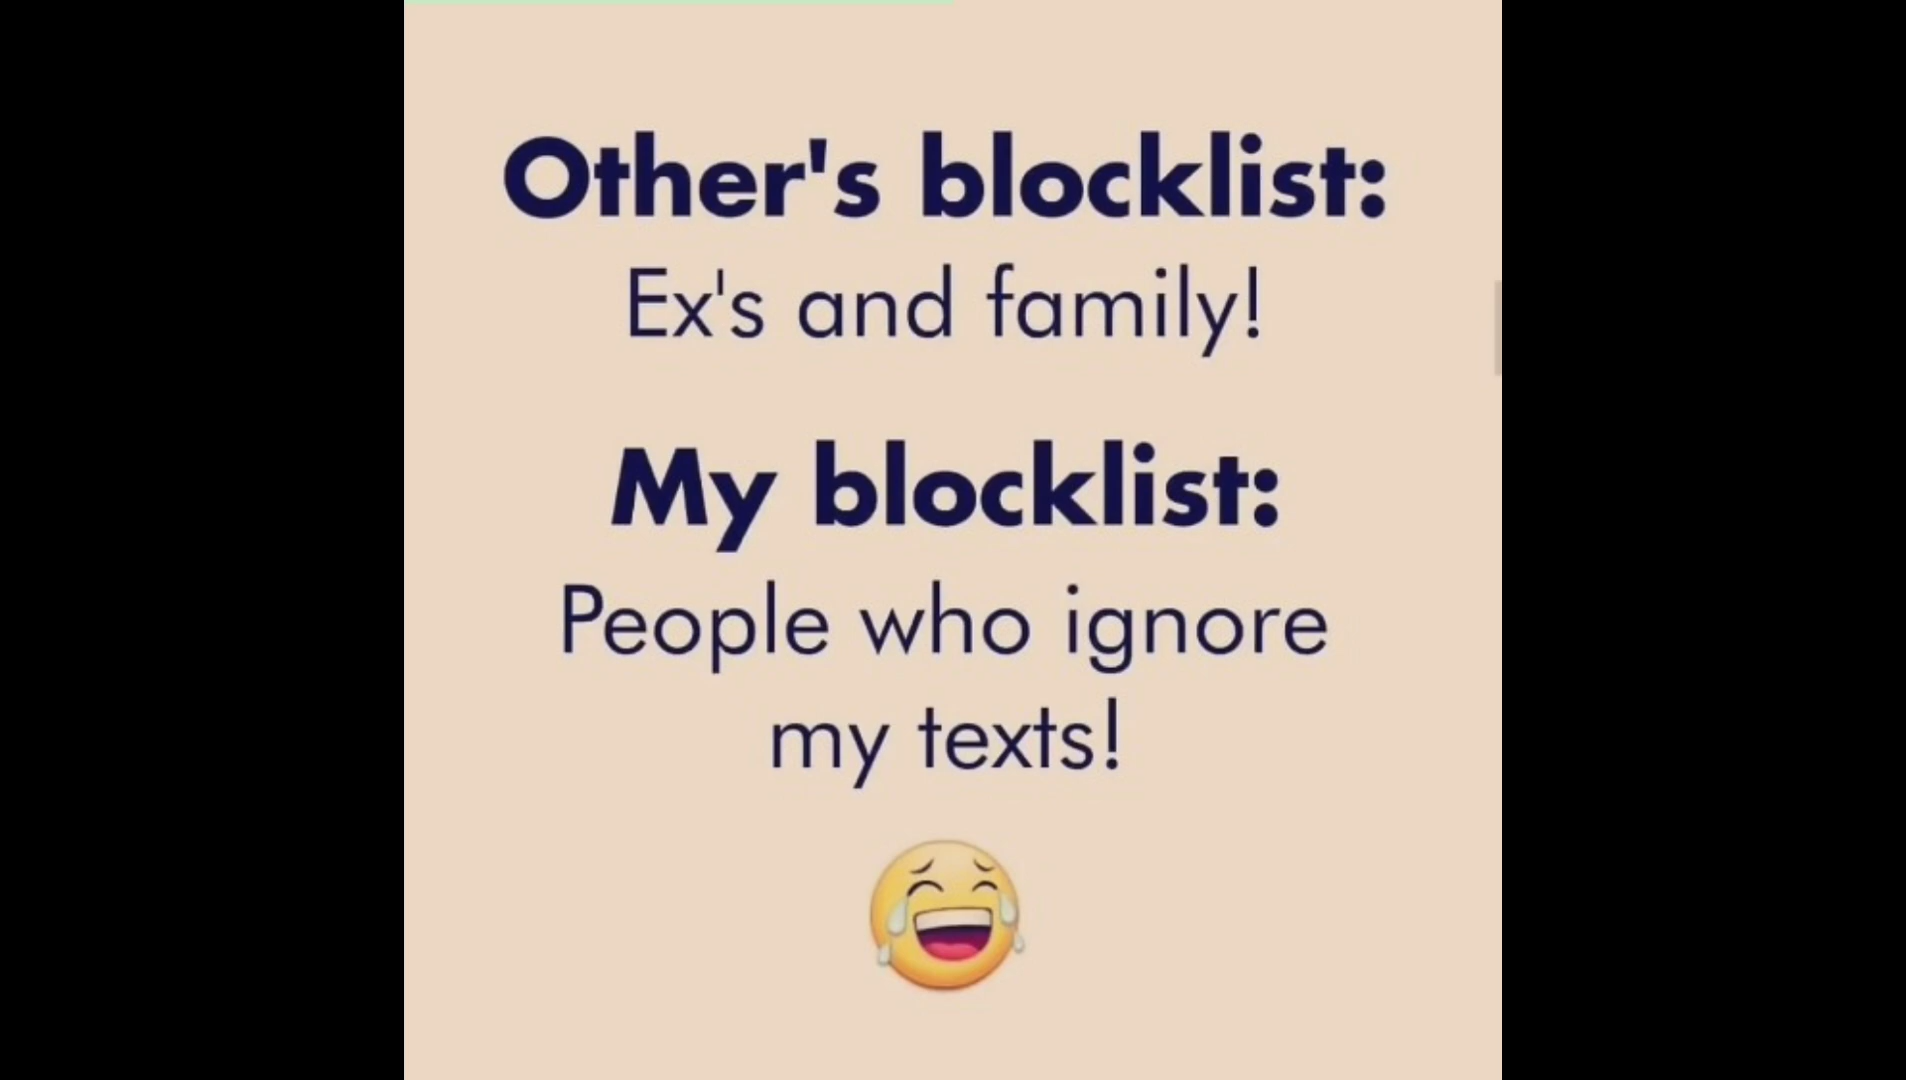 Other's blocklist:
Ex's and family!
My blocklist:
People who ignore
my texts!